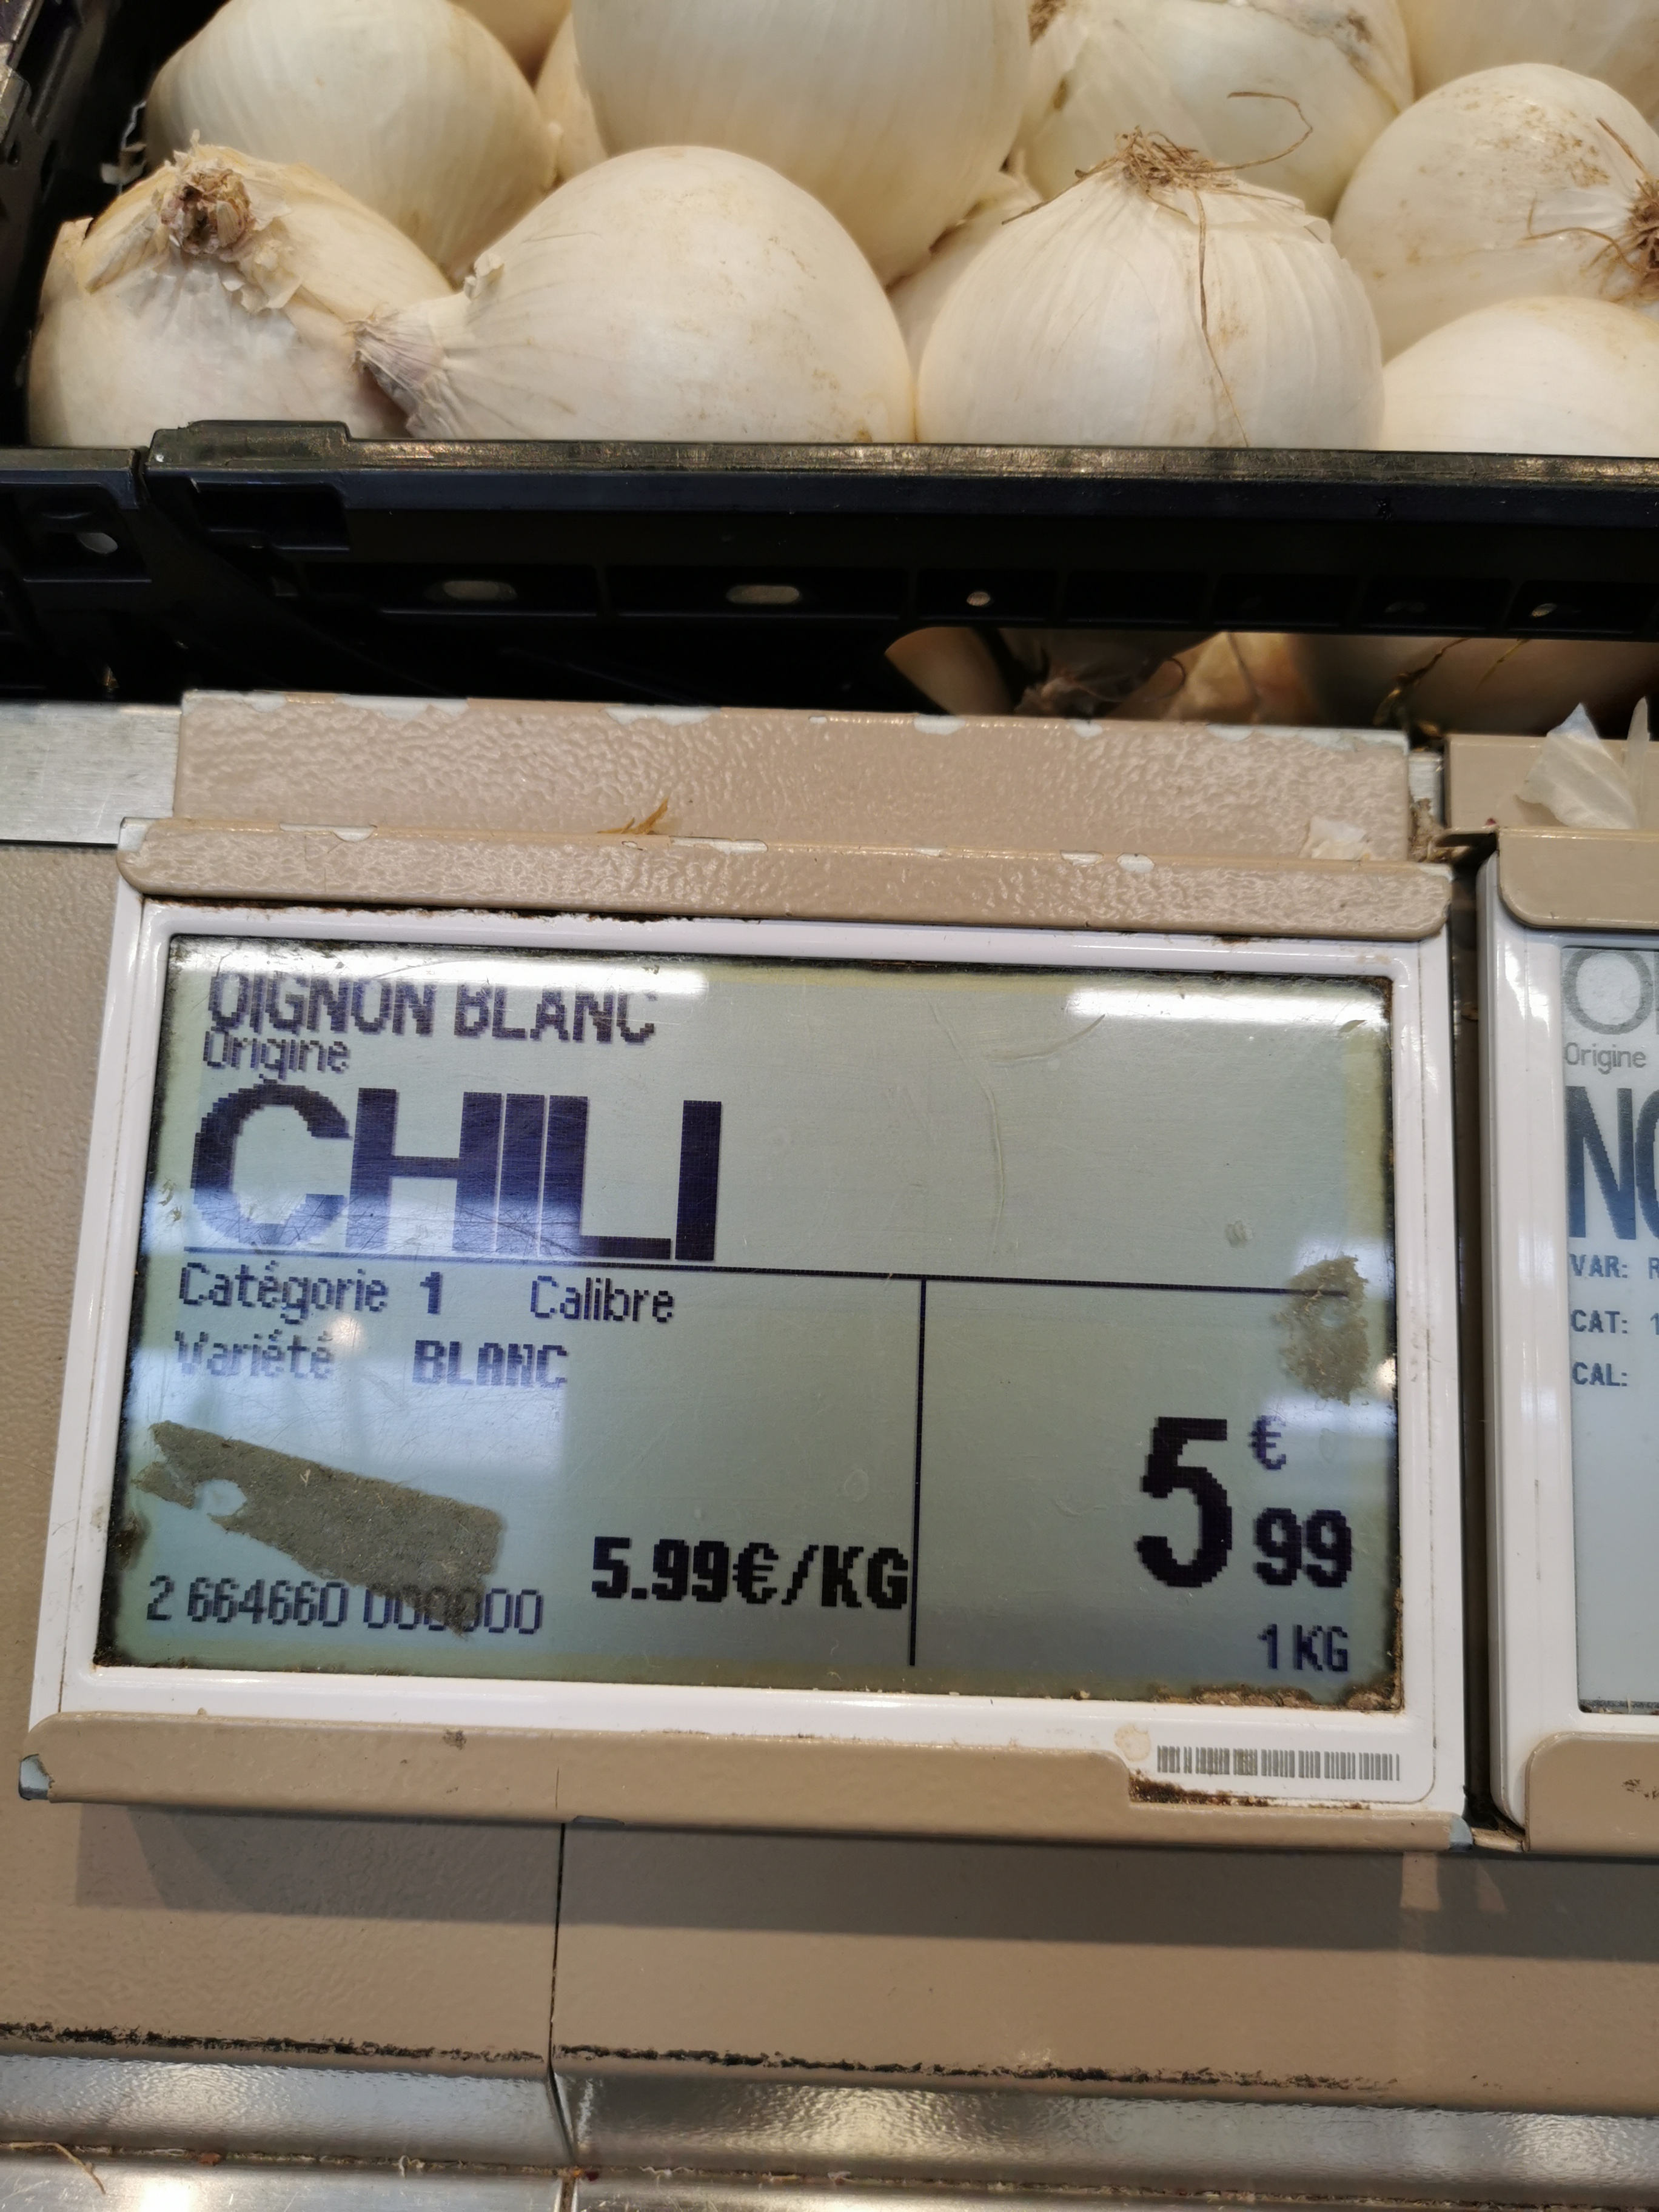 OIGNON BLANC
Origine
CHILI
Catégorie 1 Calibre
Variété BLANC
5 € 99
5.99€/KG
2 664660 000000
1 KG
Origine
VAR:
CAT: 1
CAL: